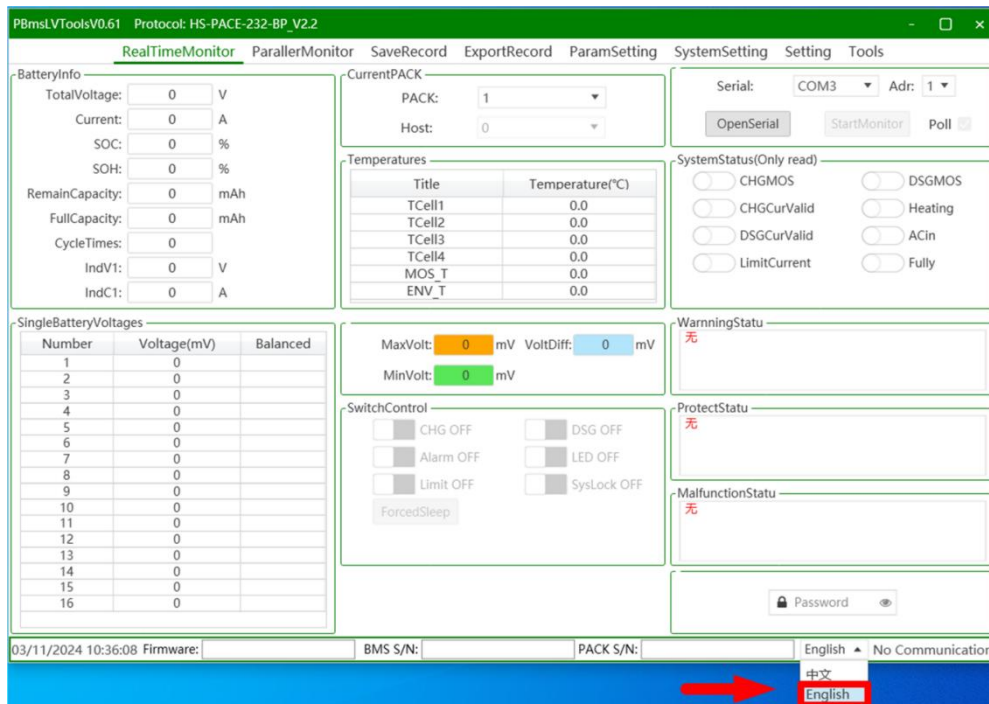 PBmsLVToolsV0.61 Protocol: HS-PACE-232-BP_V2.2
RealTimeMonitor ParallerMonitor SaveRecord ExportRecord ParamSetting SystemSetting Setting Tools
BatteryInfo
TotalVoltage: 0 V
Current: 0 A
SOC: 0 %
SOH: 0 %
RemainCapacity: 0 mAh
FullCapacity: 0 mAh
CycleTimes: 0
IndV1: 0 V
IndC1: 0 A
CurrentPACK
PACK: 1
Host: 0
Serial: COM3 Adr: 1
OpenSerial StartMonitor Poll
Temperatures
Title Temperature(°C)
TCell1 0.0
TCell2 0.0
TCell3 0.0
TCell4 0.0
MOS_T 0.0
ENV_T 0.0
SystemStatus(Only read)
CHGMOS DSGMOS
CHGCurValid Heating
DSGCurValid ACin
LimitCurrent Fully
SingleBatteryVoltages
Number Voltage(mV) Balanced
1 0
2 0
3 0
4 0
5 0
6 0
7 0
8 0
9 0
10 0
11 0
12 0
13 0
14 0
15 0
16 0
MaxVolt: 0 mV VoltDiff: 0 mV
MinVolt: 0 mV
SwitchControl
CHG OFF DSG OFF
Alarm OFF LED OFF
Limit OFF SysLock OFF
ForcedSleep
WarnningStatu
无
ProtectStatu
无
MalfunctionStatu
无
Password
03/11/2024 10:36:08 Firmware: BMS S/N: PACK S/N: English No Communication
中文
English